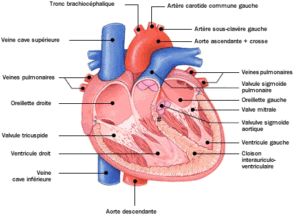 Tronc brachiocéphalique
Artère carotide commune gauche
Artère sous-clavère gauche
Veine cave supérieure
Aorte ascendante + crosse
Veines pulmonaires
Veines pulmonaires
Valvule sigmoïde
pulmonaire
Oreillette droite
Oreillette gauche
Valve mitrale
Valvulve sigmoïde
aortique
Valvule tricuspide
Ventricule gauche
Ventricule droit
Cloison
interauriculo-
ventriculaire
Veine
cave inférieure
Aorte descendante